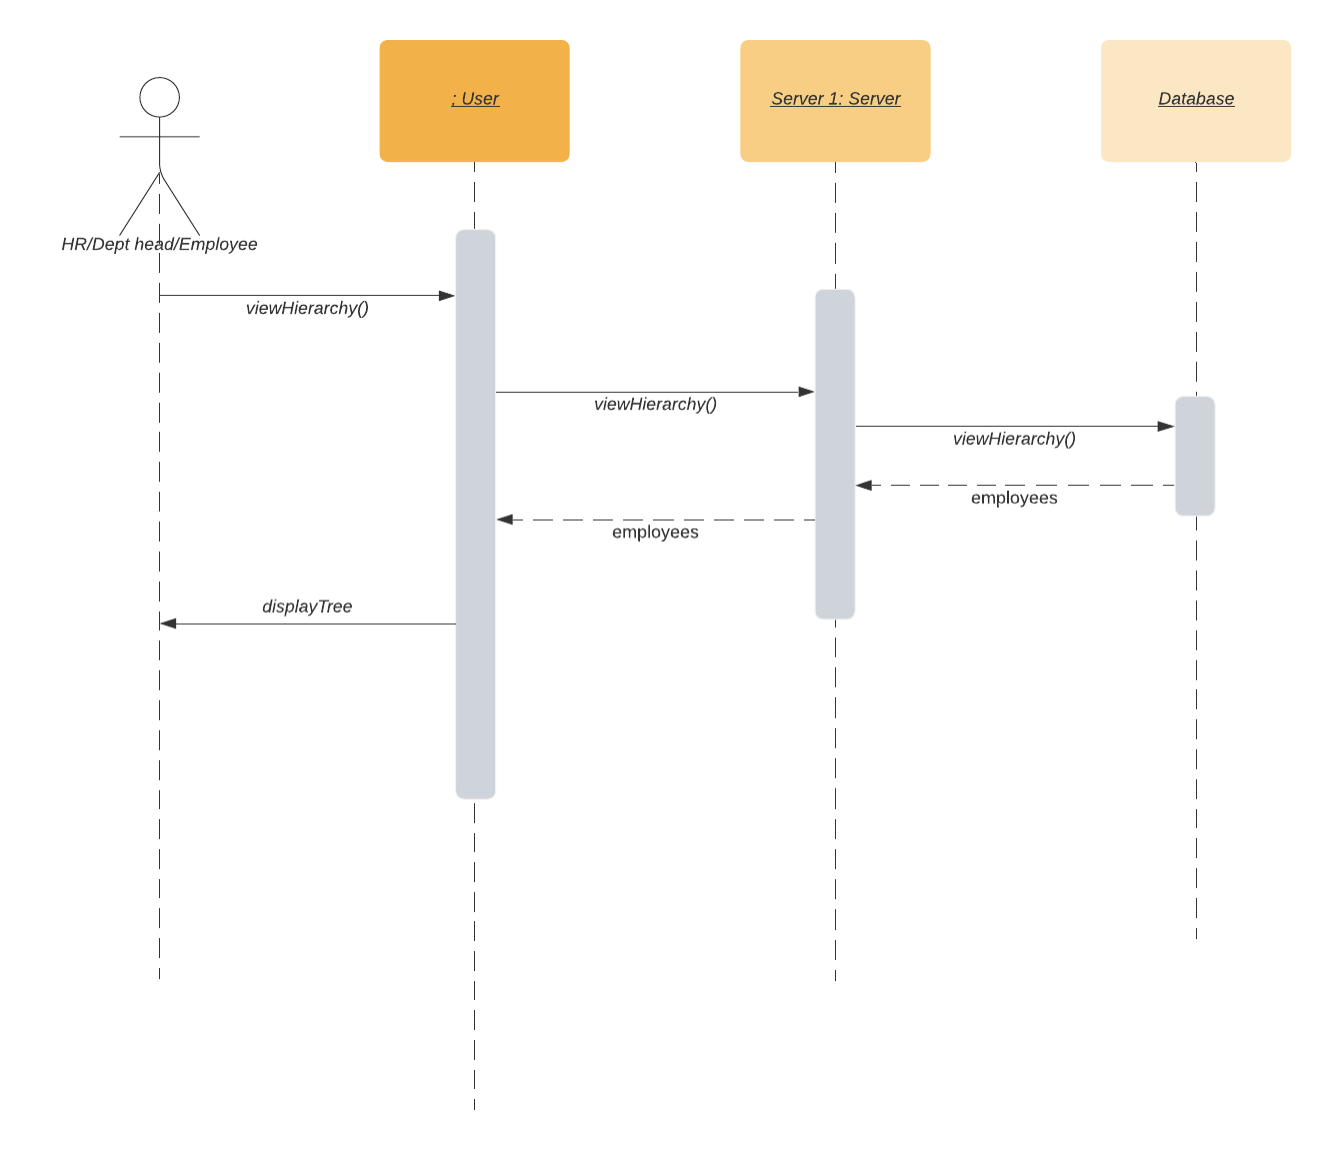 : User
Server 1: Server
Database
HR/Dept head/Employee
viewHierarchy()
viewHierarchy()
viewHierarchy()
employees
employees
displayTree